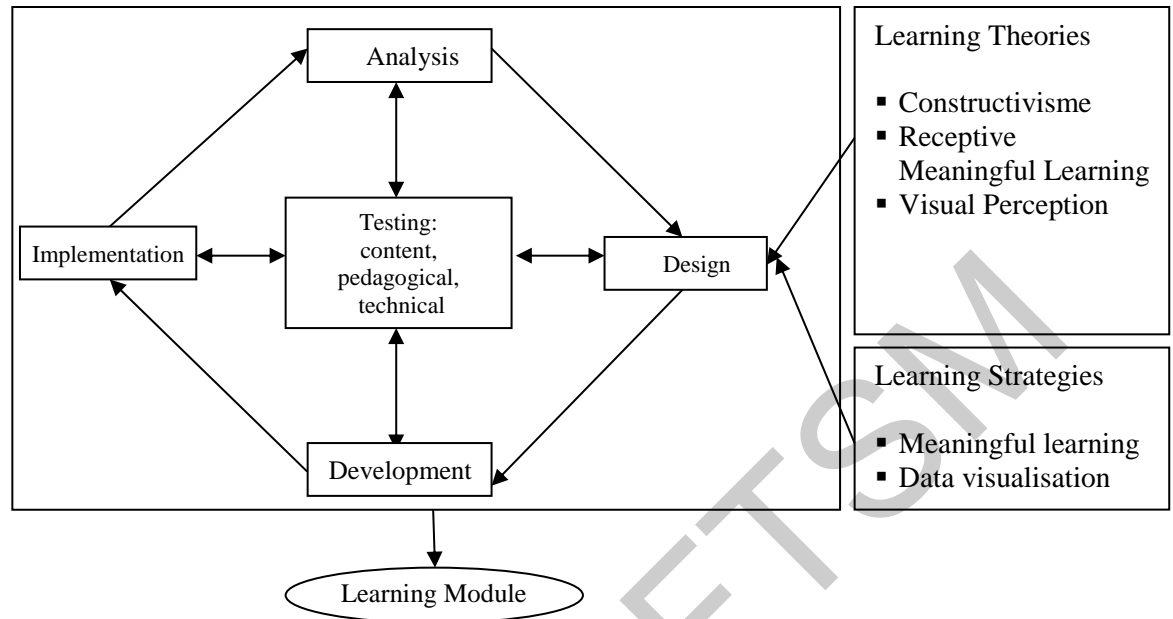 Analysis
Implementation
Testing:
content,
pedagogical,
technical
Design
Development
Learning Module
Learning Theories
▪ Constructivisme
▪ Receptive
Meaningful Learning
▪ Visual Perception
Learning Strategies
▪ Meaningful learning
▪ Data visualisation
FTSM